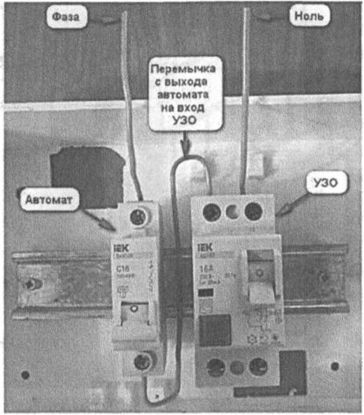 Фаза
Ноль
Перемычка
с выхода
автомата
на вход
УЗО
Автомат
УЗО
IEK
C16
IEK
16A